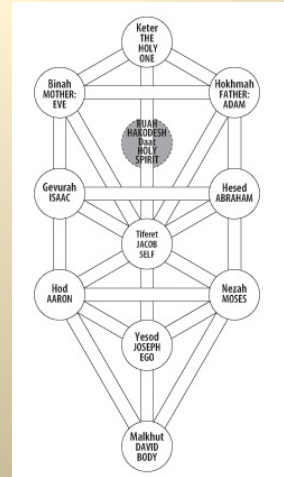 Keter
THE
HOLY
ONE
Binah
MOTHER:
EVE
Hokhmah
FATHER:
ADAM
RUAH
HAKODESH
Daat
HOLY
SPIRIT
Gevurah
ISAAC
Hesed
ABRAHAM
Tiferet
JACOB
SELF
Hod
AARON
Nezah
MOSES
Yesod
JOSEPH
EGO
Malkhut
DAVID
BODY